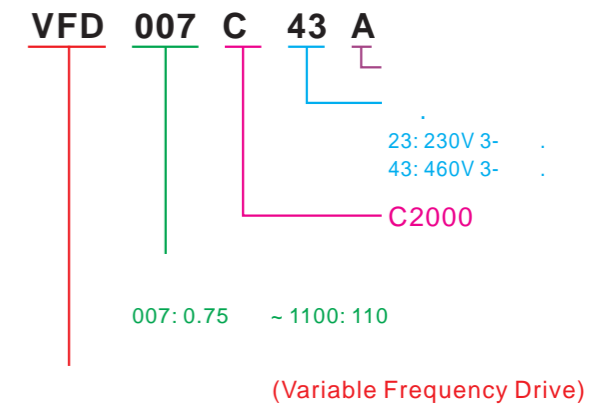 VFD 007 C 43 A
.
23: 230V 3- .
43: 460V 3- .
C2000
007: 0.75 ~ 1100: 110
(Variable Frequency Drive)